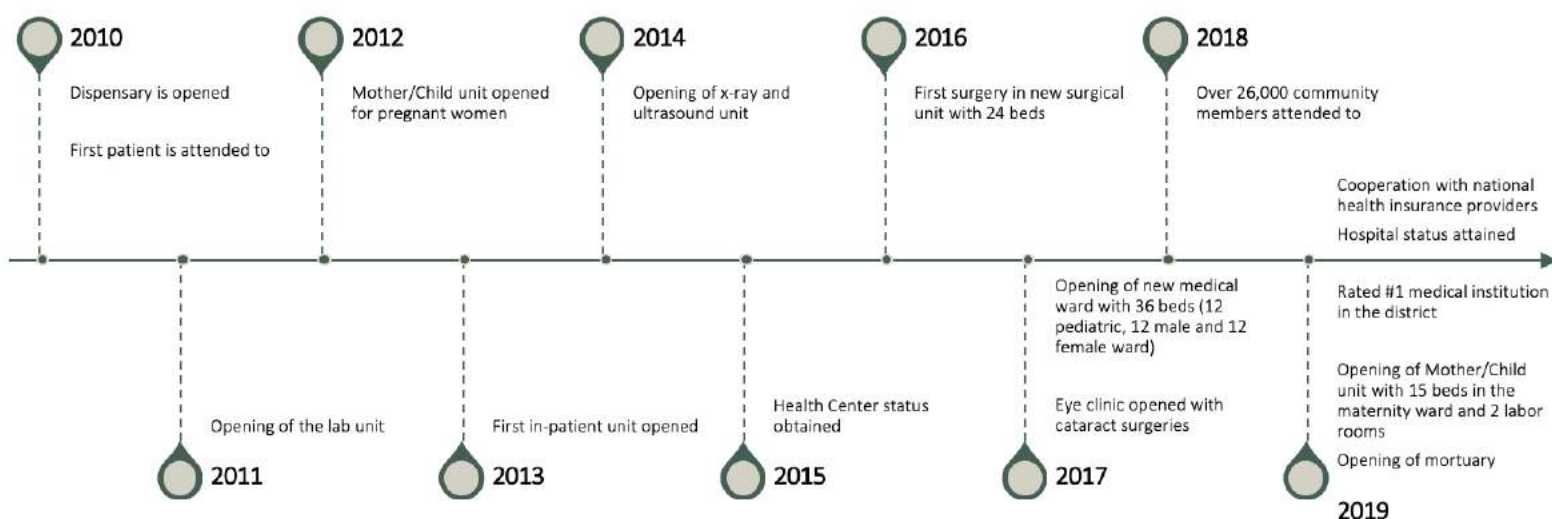 2010
Dispensary is opened
First patient is attended to
2011
Opening of the lab unit
2012
Mother/Child unit opened
for pregnant women
2013
First in-patient unit opened
2014
Opening of x-ray and
ultrasound unit
2015
Health Center status
obtained
2016
First surgery in new surgical
unit with 24 beds
2017
Opening of new medical
ward with 36 beds (12
pediatric, 12 male and 12
female ward)
Eye clinic opened with
cataract surgeries
2018
Over 26,000 community
members attended to
2019
Cooperation with national
health insurance providers
Hospital status attained
Rated #1 medical institution
in the district
Opening of Mother/Child
unit with 15 beds in the
maternity ward and 2 labor
rooms
Opening of mortuary